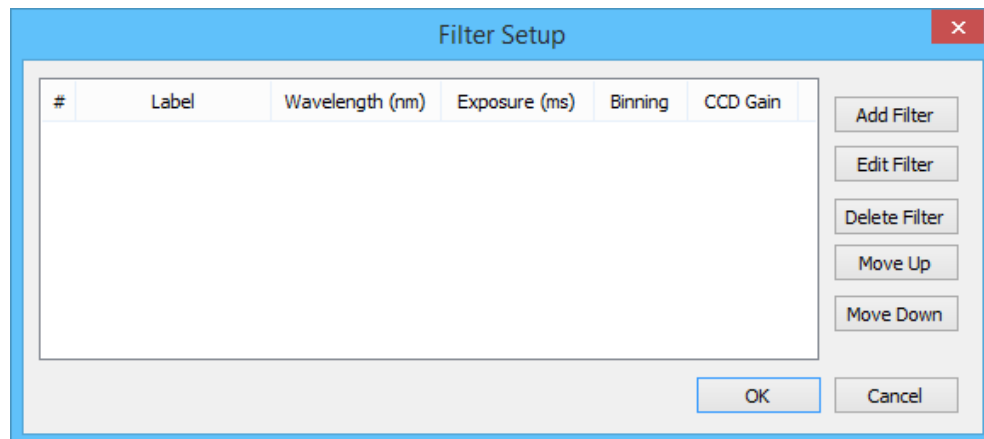 Filter Setup
# Label Wavelength (nm) Exposure (ms) Binning CCD Gain
Add Filter
Edit Filter
Delete Filter
Move Up
Move Down
OK Cancel